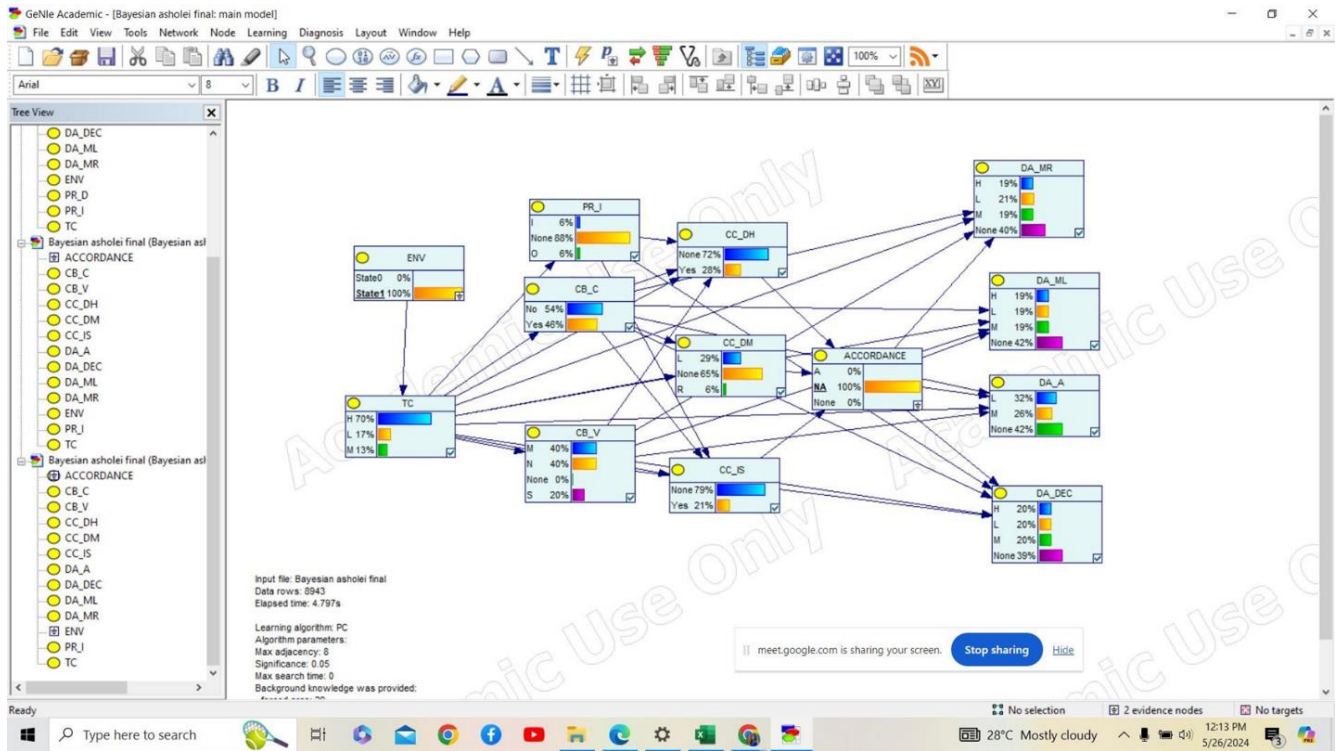 GeNIe Academic - [Bayesian asholei final: main model]
File Edit View Tools Network Node Learning Diagnosis Layout Window Help
100%
Arial 8 B I A XYI
Tree View
DA_DEC
DA_ML
DA_MR
ENV
PR_D
PR_I
TC
Bayesian asholei final (Bayesian ash
ACCORDANCE
CB_C
CB_V
CC_DH
CC_DM
CC_IS
DA_A
DA_DEC
DA_ML
DA_MR
ENV
PR_I
TC
Bayesian asholei final (Bayesian ash
ACCORDANCE
CB_C
CB_V
CC_DH
CC_DM
CC_IS
DA_A
DA_DEC
DA_ML
DA_MR
ENV
PR_I
TC
ENV
State0 0%
State1 100%
TC
H 70%
L 17%
M 13%
PR_I
I 6%
None 88%
O 6%
CB_C
No 54%
Yes 46%
CB_V
M 40%
N 40%
None 0%
S 20%
CC_DH
None 72%
Yes 28%
CC_DM
L 29%
None 65%
R 6%
CC_IS
None 79%
Yes 21%
ACCORDANCE
A 0%
NA 100%
None 0%
DA_MR
H 19%
L 21%
M 19%
None 40%
DA_ML
H 19%
L 19%
M 19%
None 42%
DA_A
L 32%
M 26%
None 42%
DA_DEC
H 20%
L 20%
M 20%
None 39%
Academic Use Only
Academic Use Only
Input file: Bayesian asholei final
Data rows: 8943
Elapsed time: 4.797s
Learning algorithm: PC
Algorithm parameters:
Max adjacency: 8
Significance: 0.05
Max search time: 0
Background knowledge was provided:
meet.google.com is sharing your screen. Stop sharing Hide
Ready No selection 2 evidence nodes No targets
Type here to search 28°C Mostly cloudy 12:13 PM
5/26/2024 3